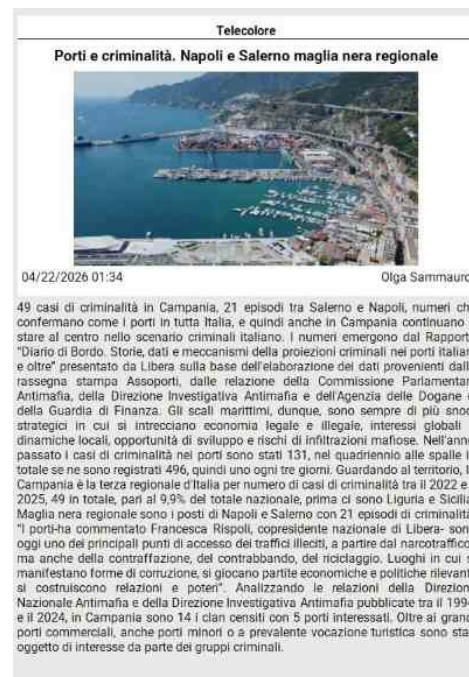 Telecolore
Porti e criminalità. Napoli e Salerno maglia nera regionale
04/22/2026 01:34
Olga Sammauro
49 casi di criminalità in Campania, 21 episodi tra Salerno e Napoli, numeri ch
confermano come i porti in tutta Italia, e quindi anche in Campania continuano
stare al centro nello scenario criminali italiano. I numeri emergono dal Rapport
"Diario di Bordo. Storie, dati e meccanismi della proiezioni criminali nei porti italian
e oltre" presentato da Libera sulla base dell'elaborazione dei dati provenienti dall
rassegna stampa Assoporti, dalle relazione della Commissione Parlamentar
Antimafia, della Direzione Investigativa Antimafia e dell'Agenzia delle Dogane
della Guardia di Finanza. Gli scali marittimi, dunque, sono sempre di più snod
strategici in cui si intrecciano economia legale e illegale, interessi globali
dinamiche locali, opportunità di sviluppo e rischi di infiltrazioni mafiose. Nell'ann
passato i casi di criminalità nei porti sono stati 131, nel quadriennio alle spalle i
totale se ne sono registrati 496, quindi uno ogni tre giorni. Guardando al territorio, l
Campania è la terza regionale d'Italia per numero di casi di criminalità tra il 2022 e
2025, 49 in totale, pari al 9,9% del totale nazionale, prima ci sono Liguria e Sicilia
Maglia nera regionale sono i posti di Napoli e Salerno con 21 episodi di criminalità
"I porti-ha commentato Francesca Rispoli, copresidente nazionale di Libera- son
oggi uno dei principali punti di accesso dei traffici illeciti, a partire dal narcotraffico
ma anche della contraffazione, del contrabbando, del riciclaggio. Luoghi in cui s
manifestano forme di corruzione, si giocano partite economiche e politiche rilevant
si costruiscono relazioni e poteri". Analizzando le relazioni della Direzion
Nazionale Antimafia e della Direzione Investigativa Antimafia pubblicate tra il 199
e il 2024, in Campania sono 14 i clan censiti con 5 porti interessati. Oltre ai grand
porti commerciali, anche porti minori o a prevalente vocazione turistica sono sta
oggetto di interesse da parte dei gruppi criminali.